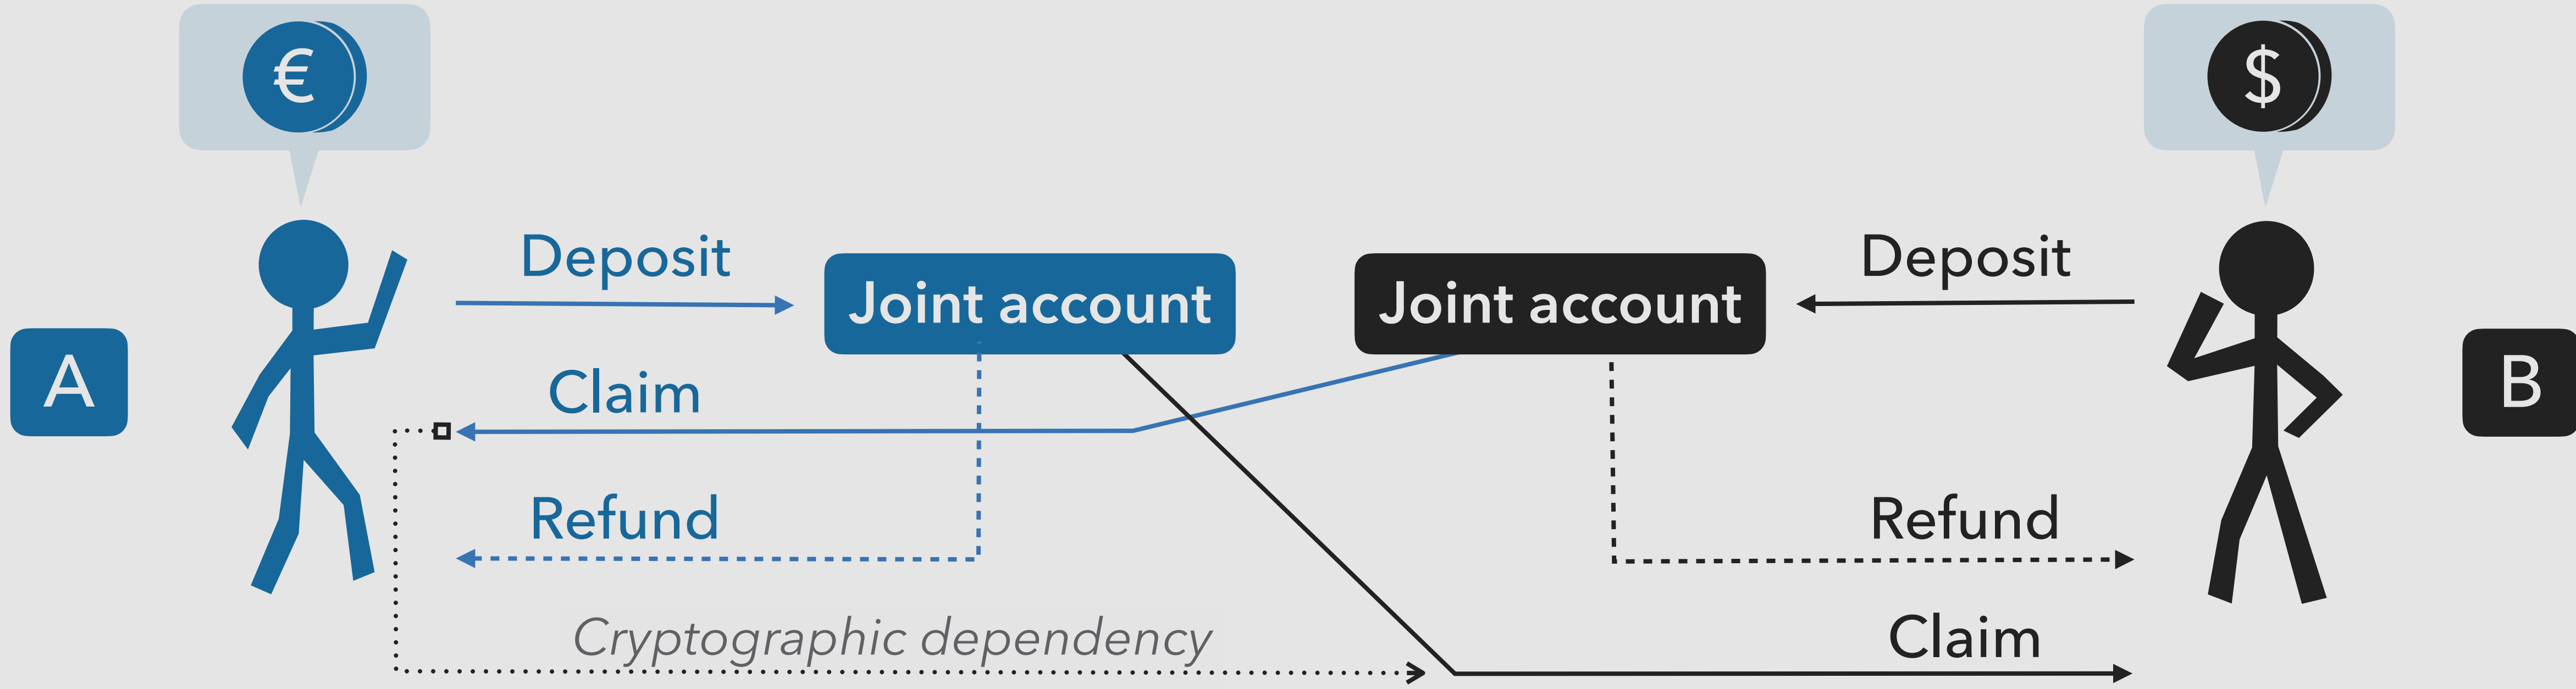 €
$
Deposit
Joint account
Joint account
Deposit
A
Claim
B
Refund
Refund
Cryptographic dependency
Claim